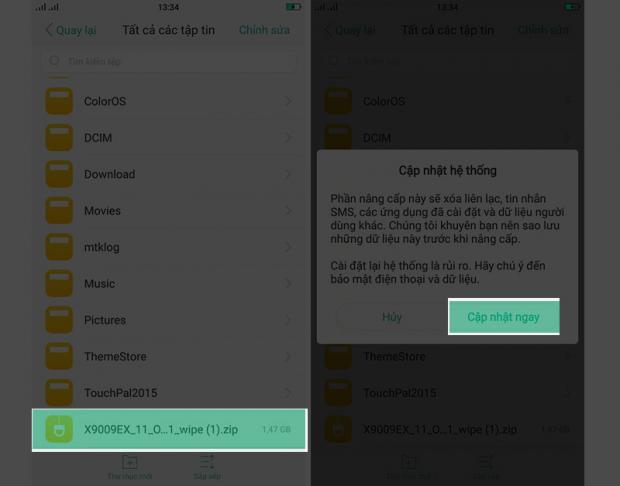 13:34
Quay lại Tất cả các tập tin Chỉnh sửa
Tìm kiếm tệp
ColorOS
DCIM
Download
Movies
mtklog
Music
Pictures
ThemeStore
TouchPal2015
X9009EX_11_O...1_wipe (1).zip 1,47 GB
Thư mục mới Sắp xếp
13:34
Quay lại Tất cả các tập tin Chỉnh sửa
Tìm kiếm tệp
ColorOS
DCIM
Cập nhật hệ thống
Phần nâng cấp này sẽ xóa liên lạc, tin nhắn
SMS, các ứng dụng đã cài đặt và dữ liệu người
dùng khác. Chúng tôi khuyên bạn nên sao lưu
những dữ liệu này trước khi nâng cấp.
Cài đặt lại hệ thống là rủi ro. Hãy chú ý đến
bảo mật điện thoại và dữ liệu.
Hủy Cập nhật ngay
ThemeStore
TouchPal2015
X9009EX_11_O...1_wipe (1).zip 1,47 GB
Thư mục mới Sắp xếp